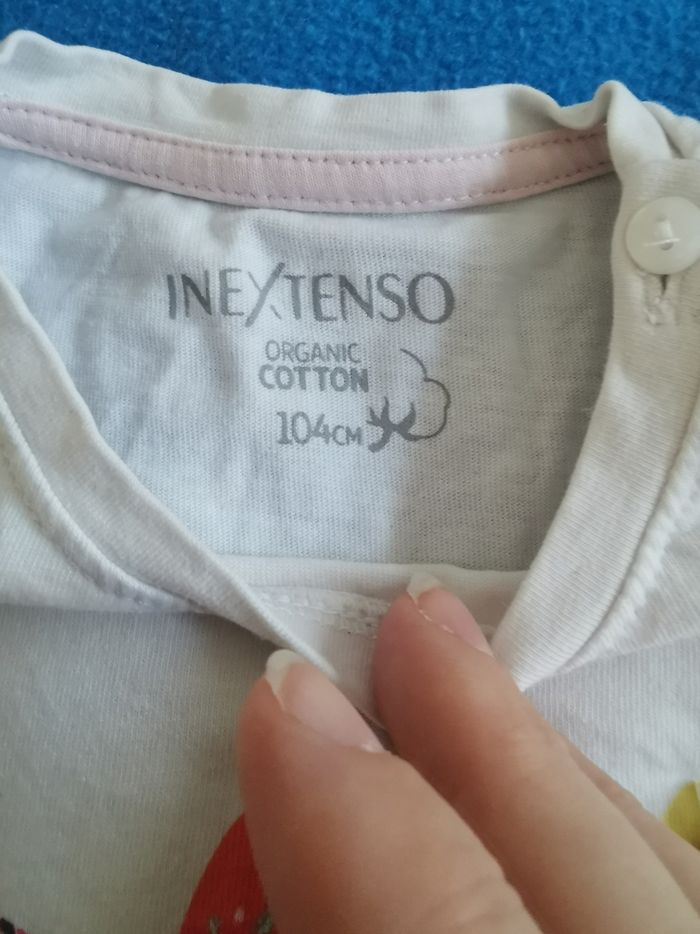 INEXTENSO
ORGANIC
COTTON
104CM